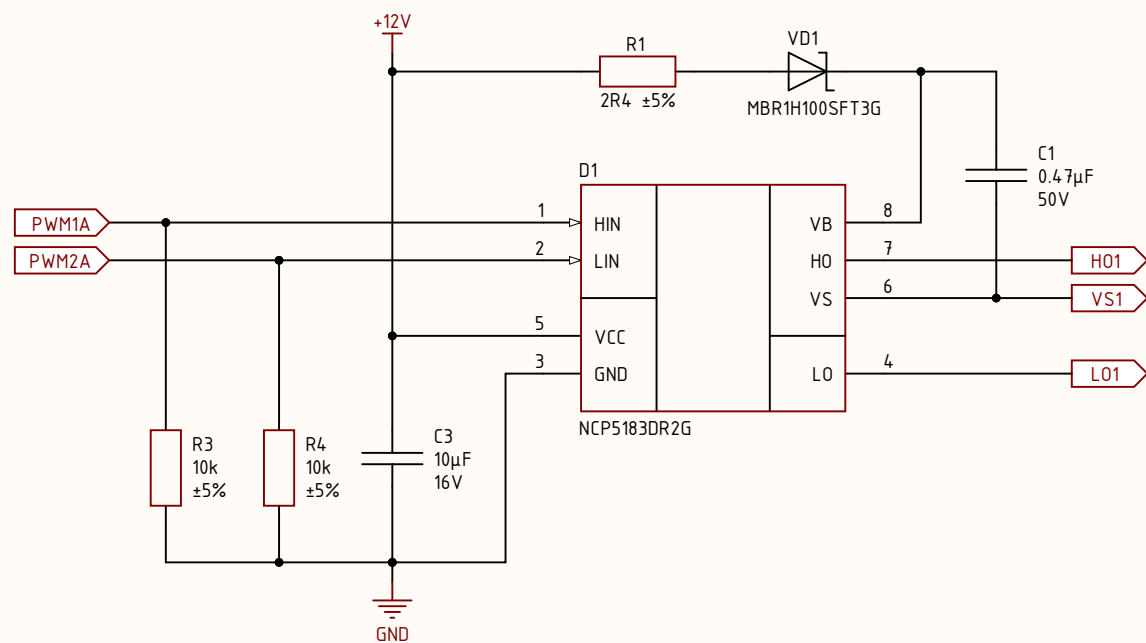 +12V
R1
2R4 ±5%
VD1
MBR1H100SFT3G
C1
0.47µF
50V
D1
PWM1A
1
HIN
VB
8
PWM2A
2
LIN
HO
7
HO1
VS
6
VS1
5
VCC
3
GND
LO
4
LO1
NCP5183DR2G
R3
10k
±5%
R4
10k
±5%
C3
10µF
16V
GND